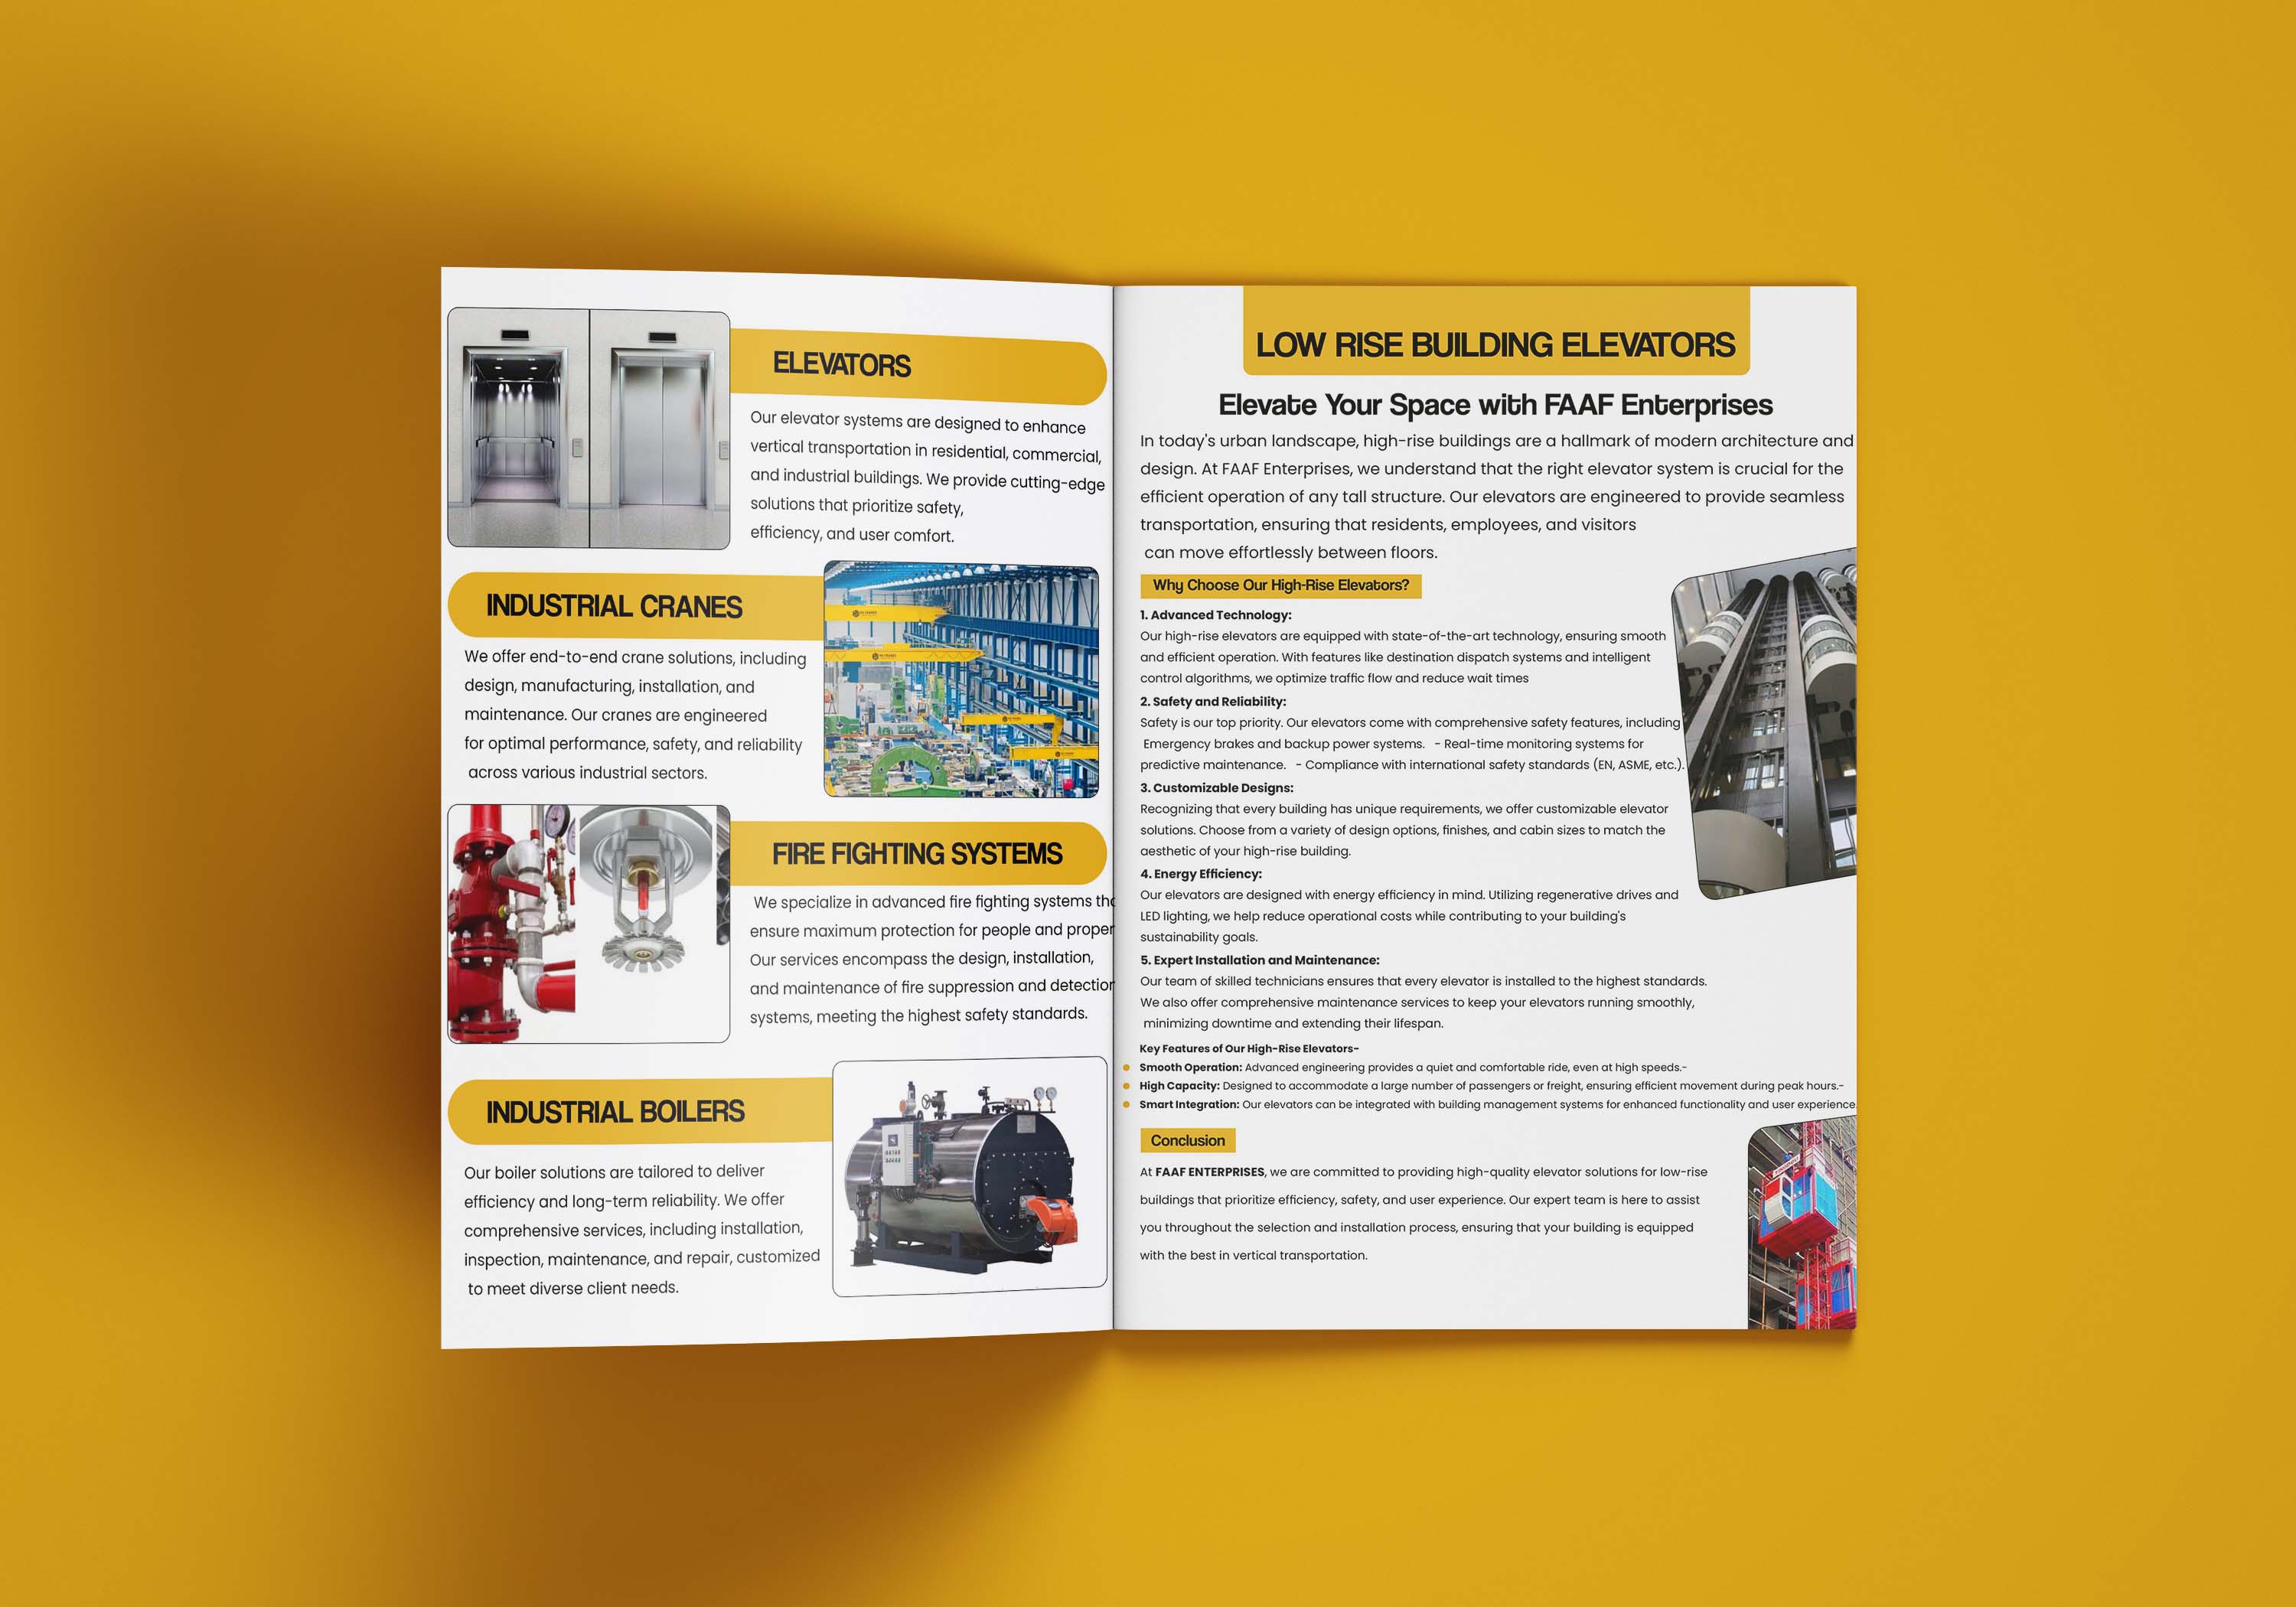 ELEVATORS
Our elevator systems are designed to enhance
vertical transportation in residential, commercial,
and industrial buildings. We provide cutting-edge
solutions that prioritize safety,
efficiency, and user comfort.
INDUSTRIAL CRANES
We offer end-to-end crane solutions, including
design, manufacturing, installation, and
maintenance. Our cranes are engineered
for optimal performance, safety, and reliability
across various industrial sectors.
FIRE FIGHTING SYSTEMS
We specialize in advanced fire fighting systems
ensure maximum protection for people and
Our services encompass the design, installation,
and maintenance of fire suppression and
systems, meeting the highest safety standards.
INDUSTRIAL BOILERS
Our boiler solutions are tailored to deliver
efficiency and long-term reliability. We offer
comprehensive services, including installation,
inspection, maintenance, and repair, customized
to meet diverse client needs.
LOW RISE BUILDING ELEVATORS
Elevate Your Space with FAAF Enterprises
In today's urban landscape, high-rise buildings are a hallmark of modern architecture and
design. At FAAF Enterprises, we understand that the right elevator system is crucial for the
efficient operation of any tall structure. Our elevators are engineered to provide seamless
transportation, ensuring that residents, employees, and visitors
can move effortlessly between floors.
Why Choose Our High-Rise Elevators?
1. Advanced Technology:
Our high-rise elevators are equipped with state-of-the-art technology, ensuring smooth
and efficient operation. With features like destination dispatch systems and intelligent
control algorithms, we optimize traffic flow and reduce wait times
2. Safety and Reliability:
Safety is our top priority. Our elevators come with comprehensive safety features, including
Emergency brakes and backup power systems. - Real-time monitoring systems for
predictive maintenance. - Compliance with international safety standards (EN, ASME, etc.).
3. Customizable Designs:
Recognizing that every building has unique requirements, we offer customizable elevator
solutions. Choose from a variety of design options, finishes, and cabin sizes to match the
aesthetic of your high-rise building.
4. Energy Efficiency:
Our elevators are designed with energy efficiency in mind. Utilizing regenerative drives and
LED lighting, we help reduce operational costs while contributing to your building's
sustainability goals.
5. Expert Installation and Maintenance:
Our team of skilled technicians ensures that every elevator is installed to the highest standards.
We also offer comprehensive maintenance services to keep your elevators running smoothly,
minimizing downtime and extending their lifespan.
Key Features of Our High-Rise Elevators-
Smooth Operation: Advanced engineering provides a quiet and comfortable ride, even at high speeds.-
High Capacity: Designed to accommodate a large number of passengers or freight, ensuring efficient movement during peak hours.-
Smart Integration: Our elevators can be integrated with building management systems for enhanced functionality and user experience.
Conclusion
At FAAF ENTERPRISES, we are committed to providing high-quality elevator solutions for low-rise
buildings that prioritize efficiency, safety, and user experience. Our expert team is here to assist
you throughout the selection and installation process, ensuring that your building is equipped
with the best in vertical transportation.